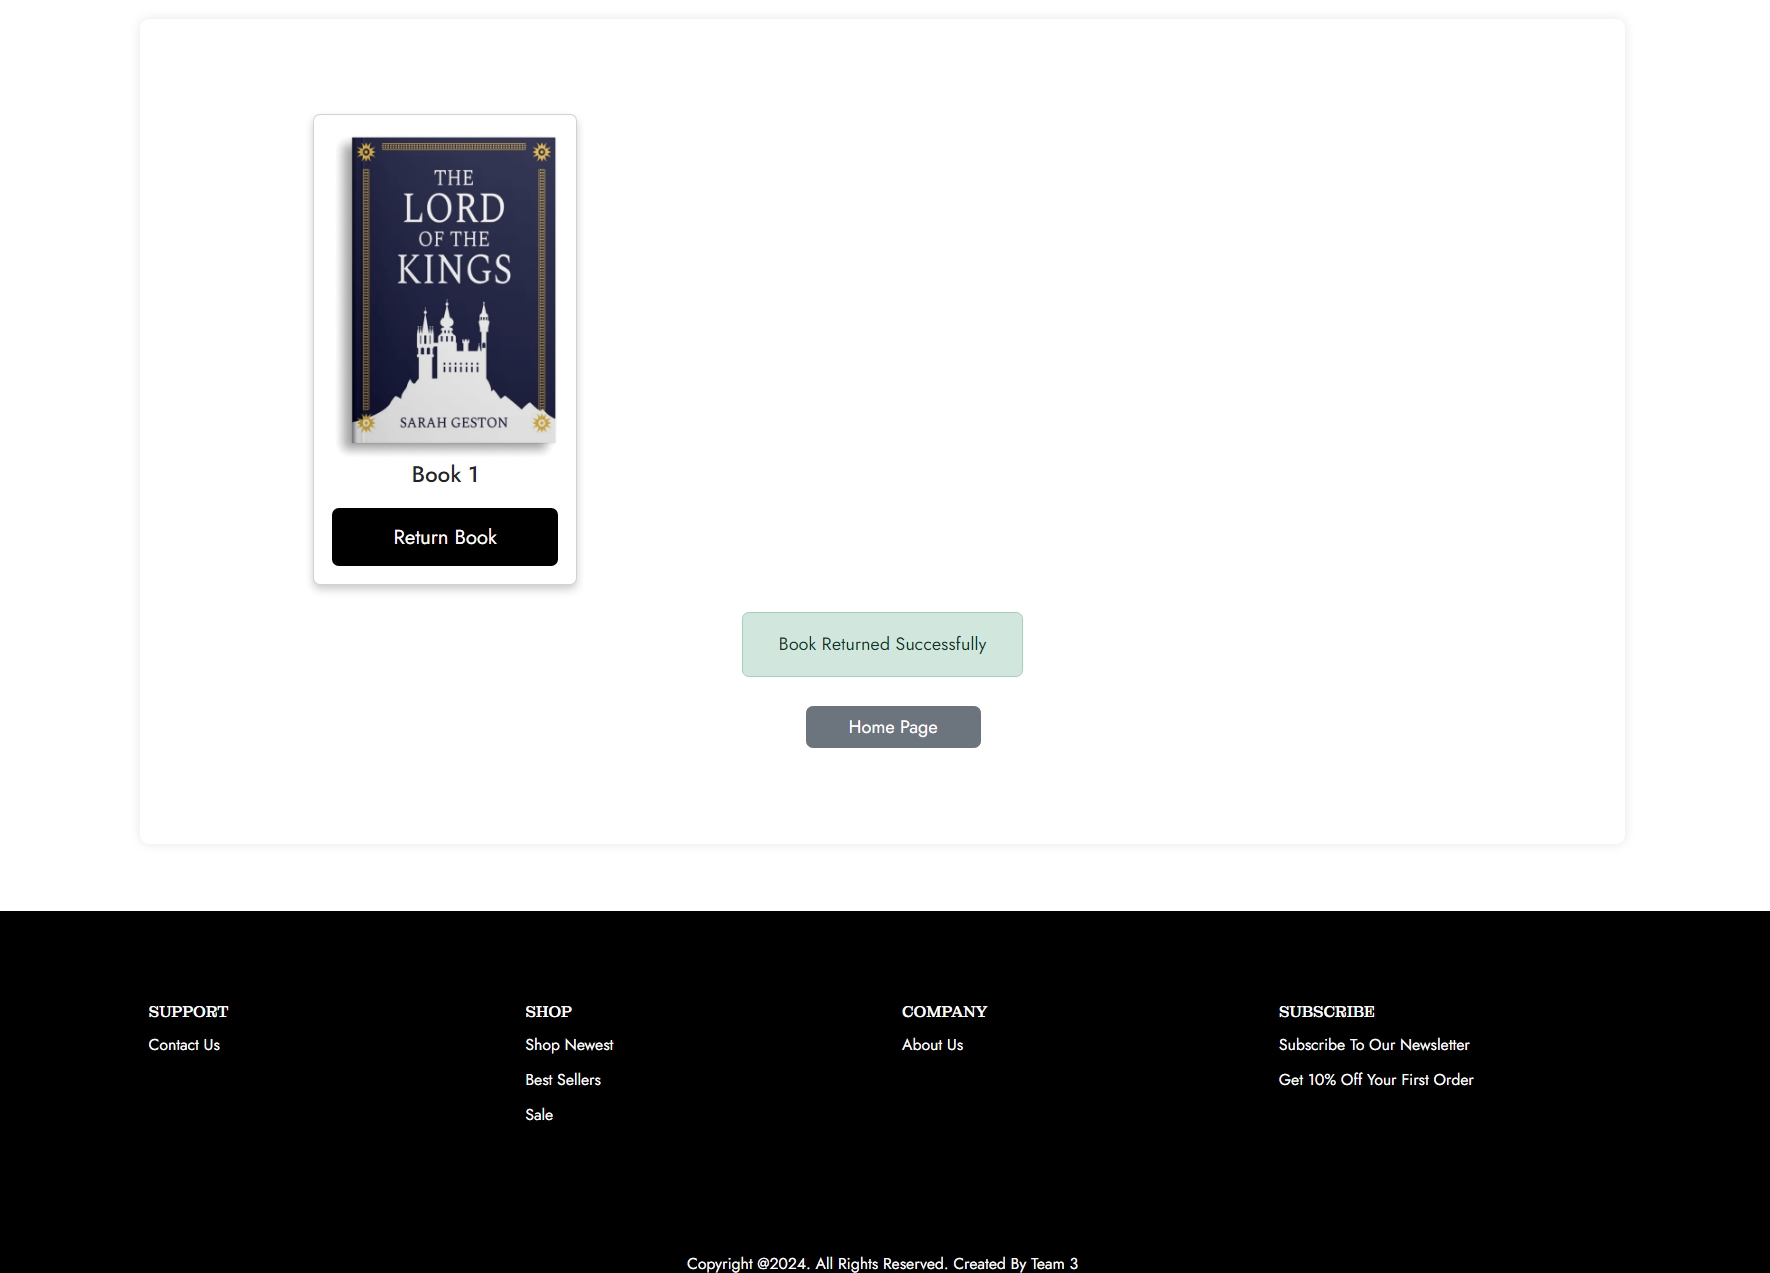 THE
LORD
OF THE
KINGS
SARAH GESTON
Book 1
Return Book
Book Returned Successfully
Home Page
SUPPORT
Contact Us
SHOP
Shop Newest
Best Sellers
Sale
COMPANY
About Us
SUBSCRIBE
Subscribe To Our Newsletter
Get 10% Off Your First Order
Copyright @2024. All Rights Reserved. Created By Team 3